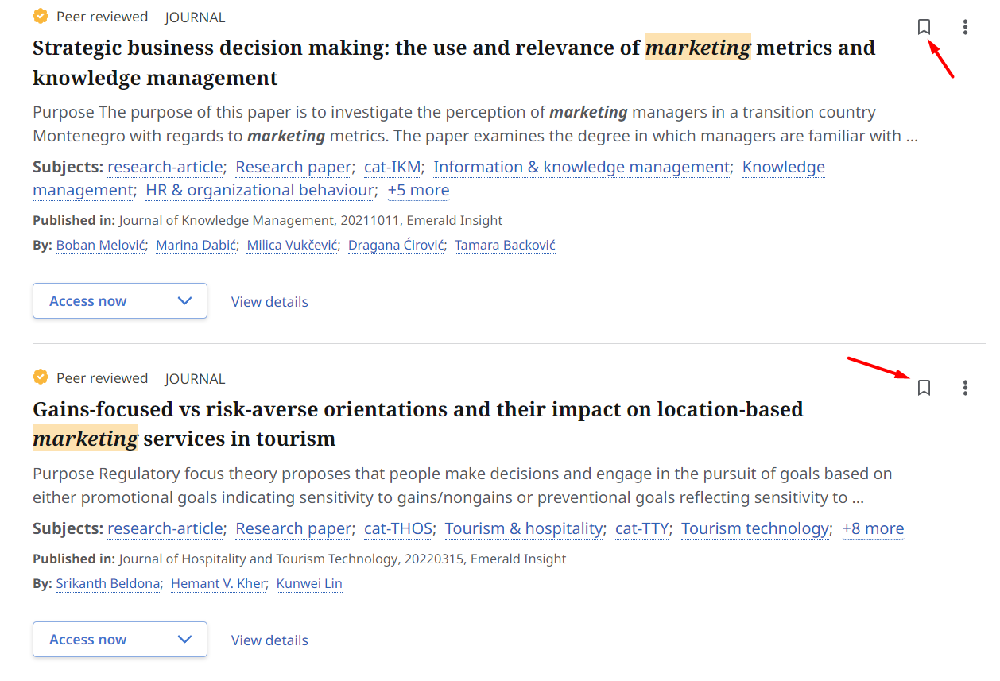 Peer reviewed | JOURNAL
Strategic business decision making: the use and relevance of marketing metrics and
knowledge management
Purpose The purpose of this paper is to investigate the perception of marketing managers in a transition country
Montenegro with regards to marketing metrics. The paper examines the degree in which managers are familiar with ...
Subjects: research-article; Research paper; cat-IKM; Information & knowledge management; Knowledge
management; HR & organizational behaviour; +5 more
Published in: Journal of Knowledge Management, 20211011, Emerald Insight
By: Boban Melović; Marina Dabić; Milica Vukčević; Dragana Ćirović; Tamara Backović
Access now View details
Peer reviewed | JOURNAL
Gains-focused vs risk-averse orientations and their impact on location-based
marketing services in tourism
Purpose Regulatory focus theory proposes that people make decisions and engage in the pursuit of goals based on
either promotional goals indicating sensitivity to gains/nongains or preventional goals reflecting sensitivity to ...
Subjects: research-article; Research paper; cat-THOS; Tourism & hospitality; cat-TTY; Tourism technology; +8 more
Published in: Journal of Hospitality and Tourism Technology, 20220315, Emerald Insight
By: Srikanth Beldona; Hemant V. Kher; Kunwei Lin
Access now View details